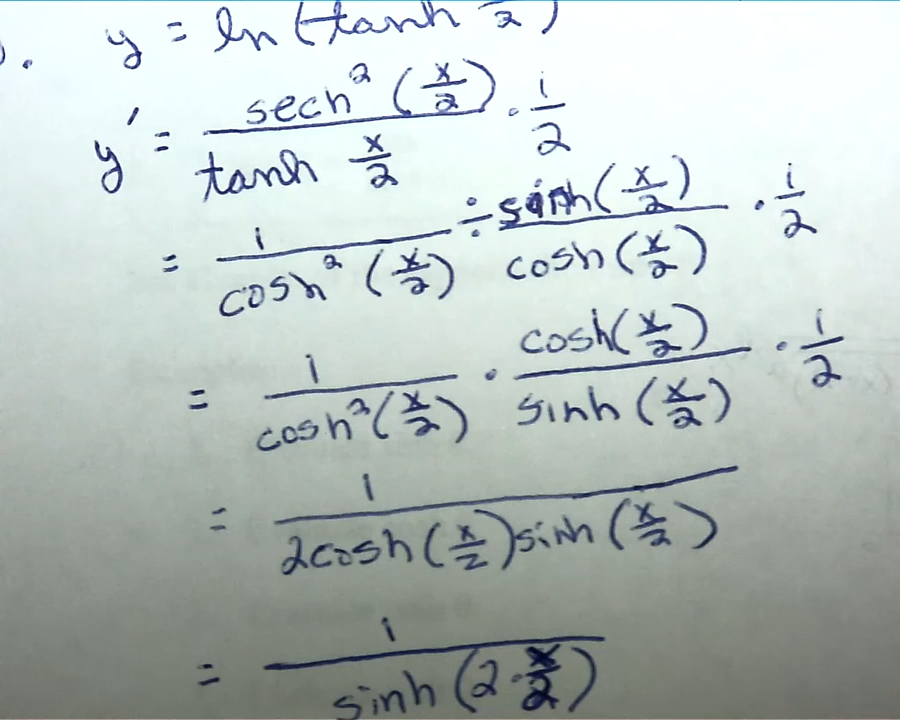 . y = ln(tanh x/2)
y' = sech²(x/2) / tanh x/2 · 1/2
= 1 / cosh²(x/2) ÷ sinh(x/2) / cosh(x/2) · 1/2
= 1 / cosh²(x/2) · cosh(x/2) / sinh(x/2) · 1/2
= 1 / 2cosh(x/2)sinh(x/2)
= 1 / sinh(2·x/2)